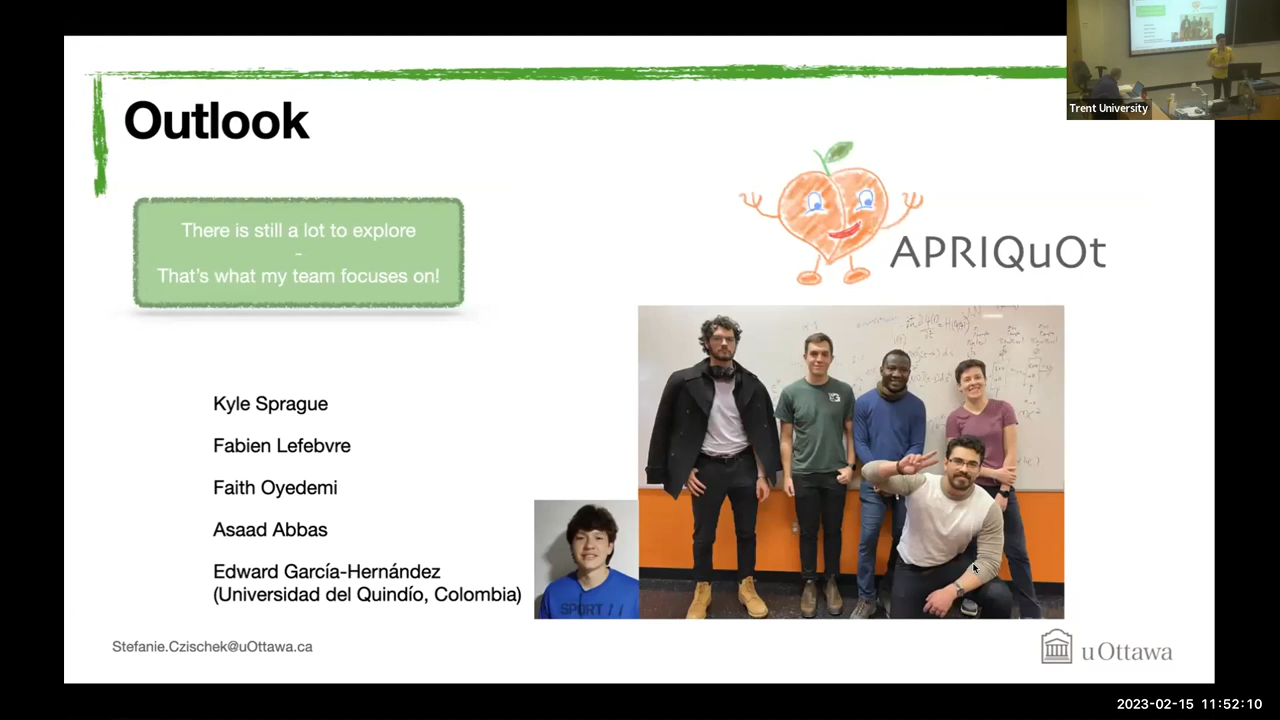 Trent University
Outlook
There is still a lot to explore
-
That's what my team focuses on!
APRIQuOt
Kyle Sprague
Fabien Lefebvre
Faith Oyedemi
Asaad Abbas
Edward García-Hernández
(Universidad del Quindío, Colombia)
SPORT
Stefanie.Czischek@uOttawa.ca
uOttawa
2023-02-15 11:52:10